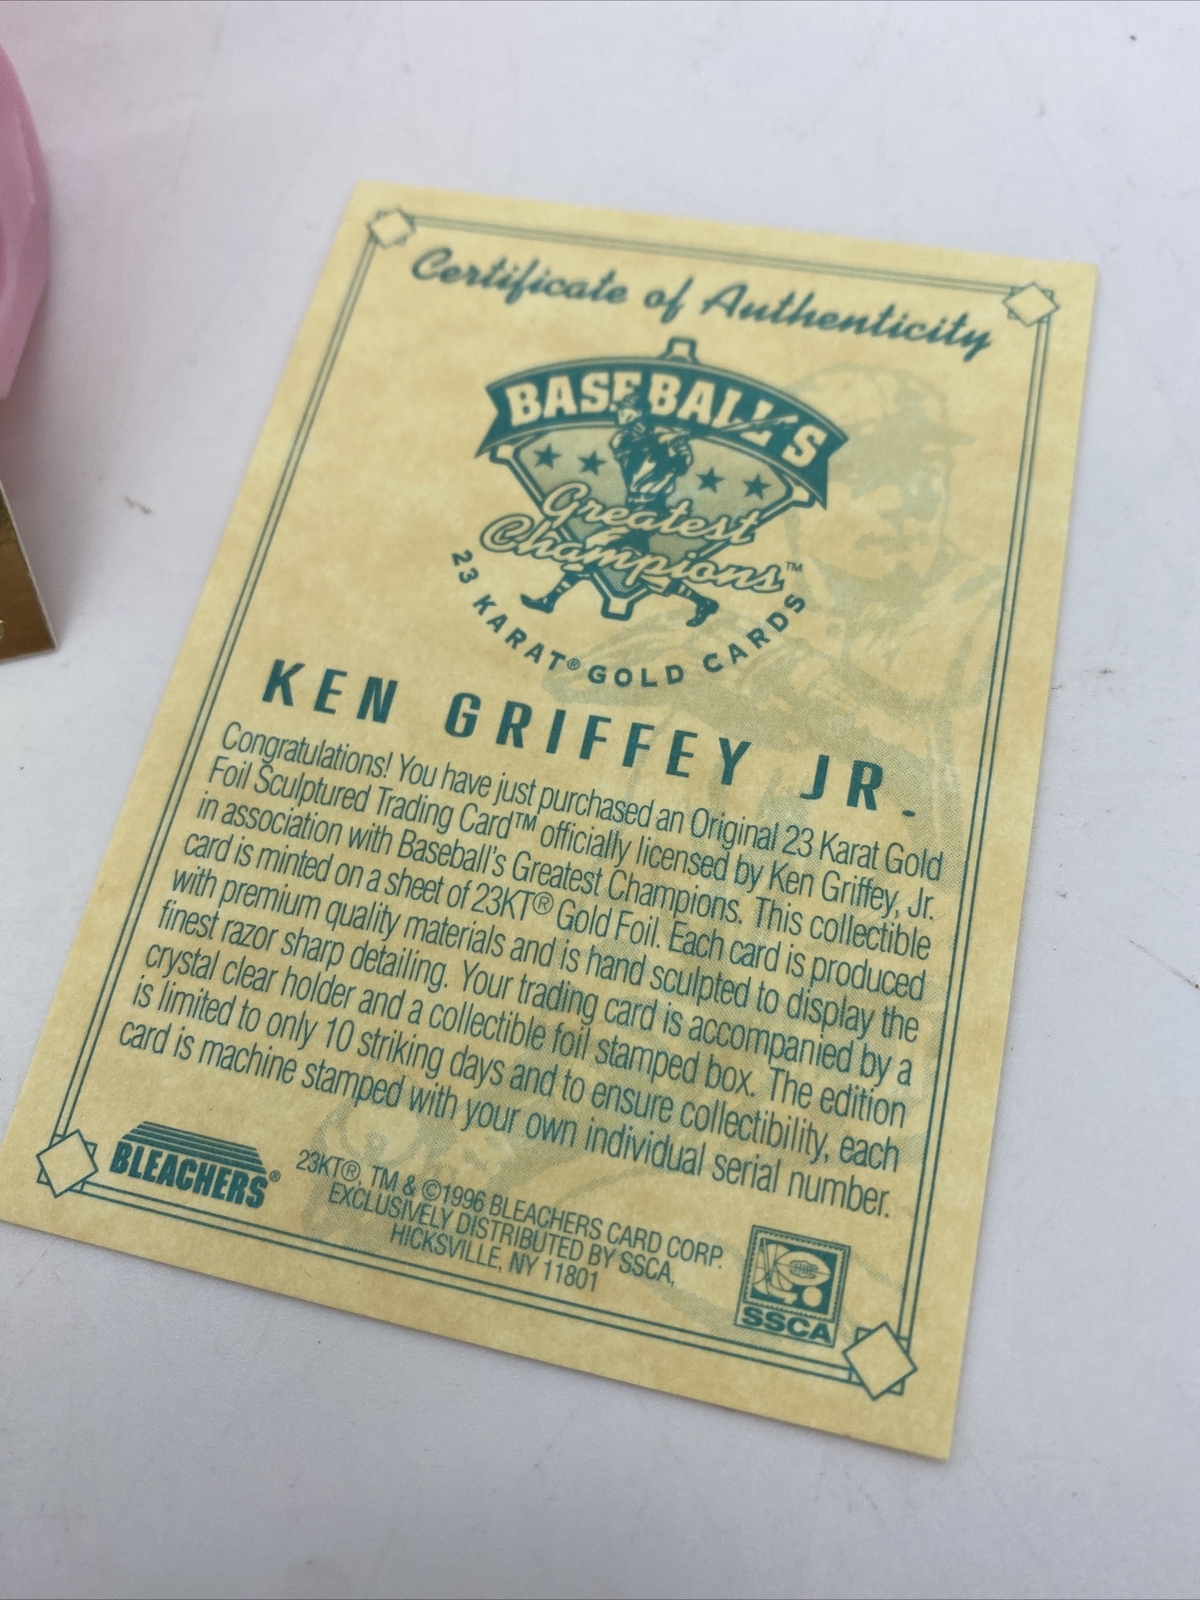 Certificate of Authenticity
BASEBALL'S
Greatest
Champions™
23 KARAT® GOLD CARDS
KEN GRIFFEY JR.
Congratulations! You have just purchased an Original 23 Karat Gold
Foil Sculptured Trading Card™ officially licensed by Ken Griffey, Jr.
in association with Baseball's Greatest Champions. This collectible
card is minted on a sheet of 23KT® Gold Foil. Each card is produced
with premium quality materials and is hand sculpted to display the
finest razor sharp detailing. Your trading card is accompanied by a
crystal clear holder and a collectible foil stamped box. The edition
is limited to only 10 striking days and to ensure collectibility, each
card is machine stamped with your own individual serial number.
BLEACHERS®
23KT®, TM & ©1996 BLEACHERS CARD CORP.
EXCLUSIVELY DISTRIBUTED BY SSCA,
HICKSVILLE, NY 11801
SSCA